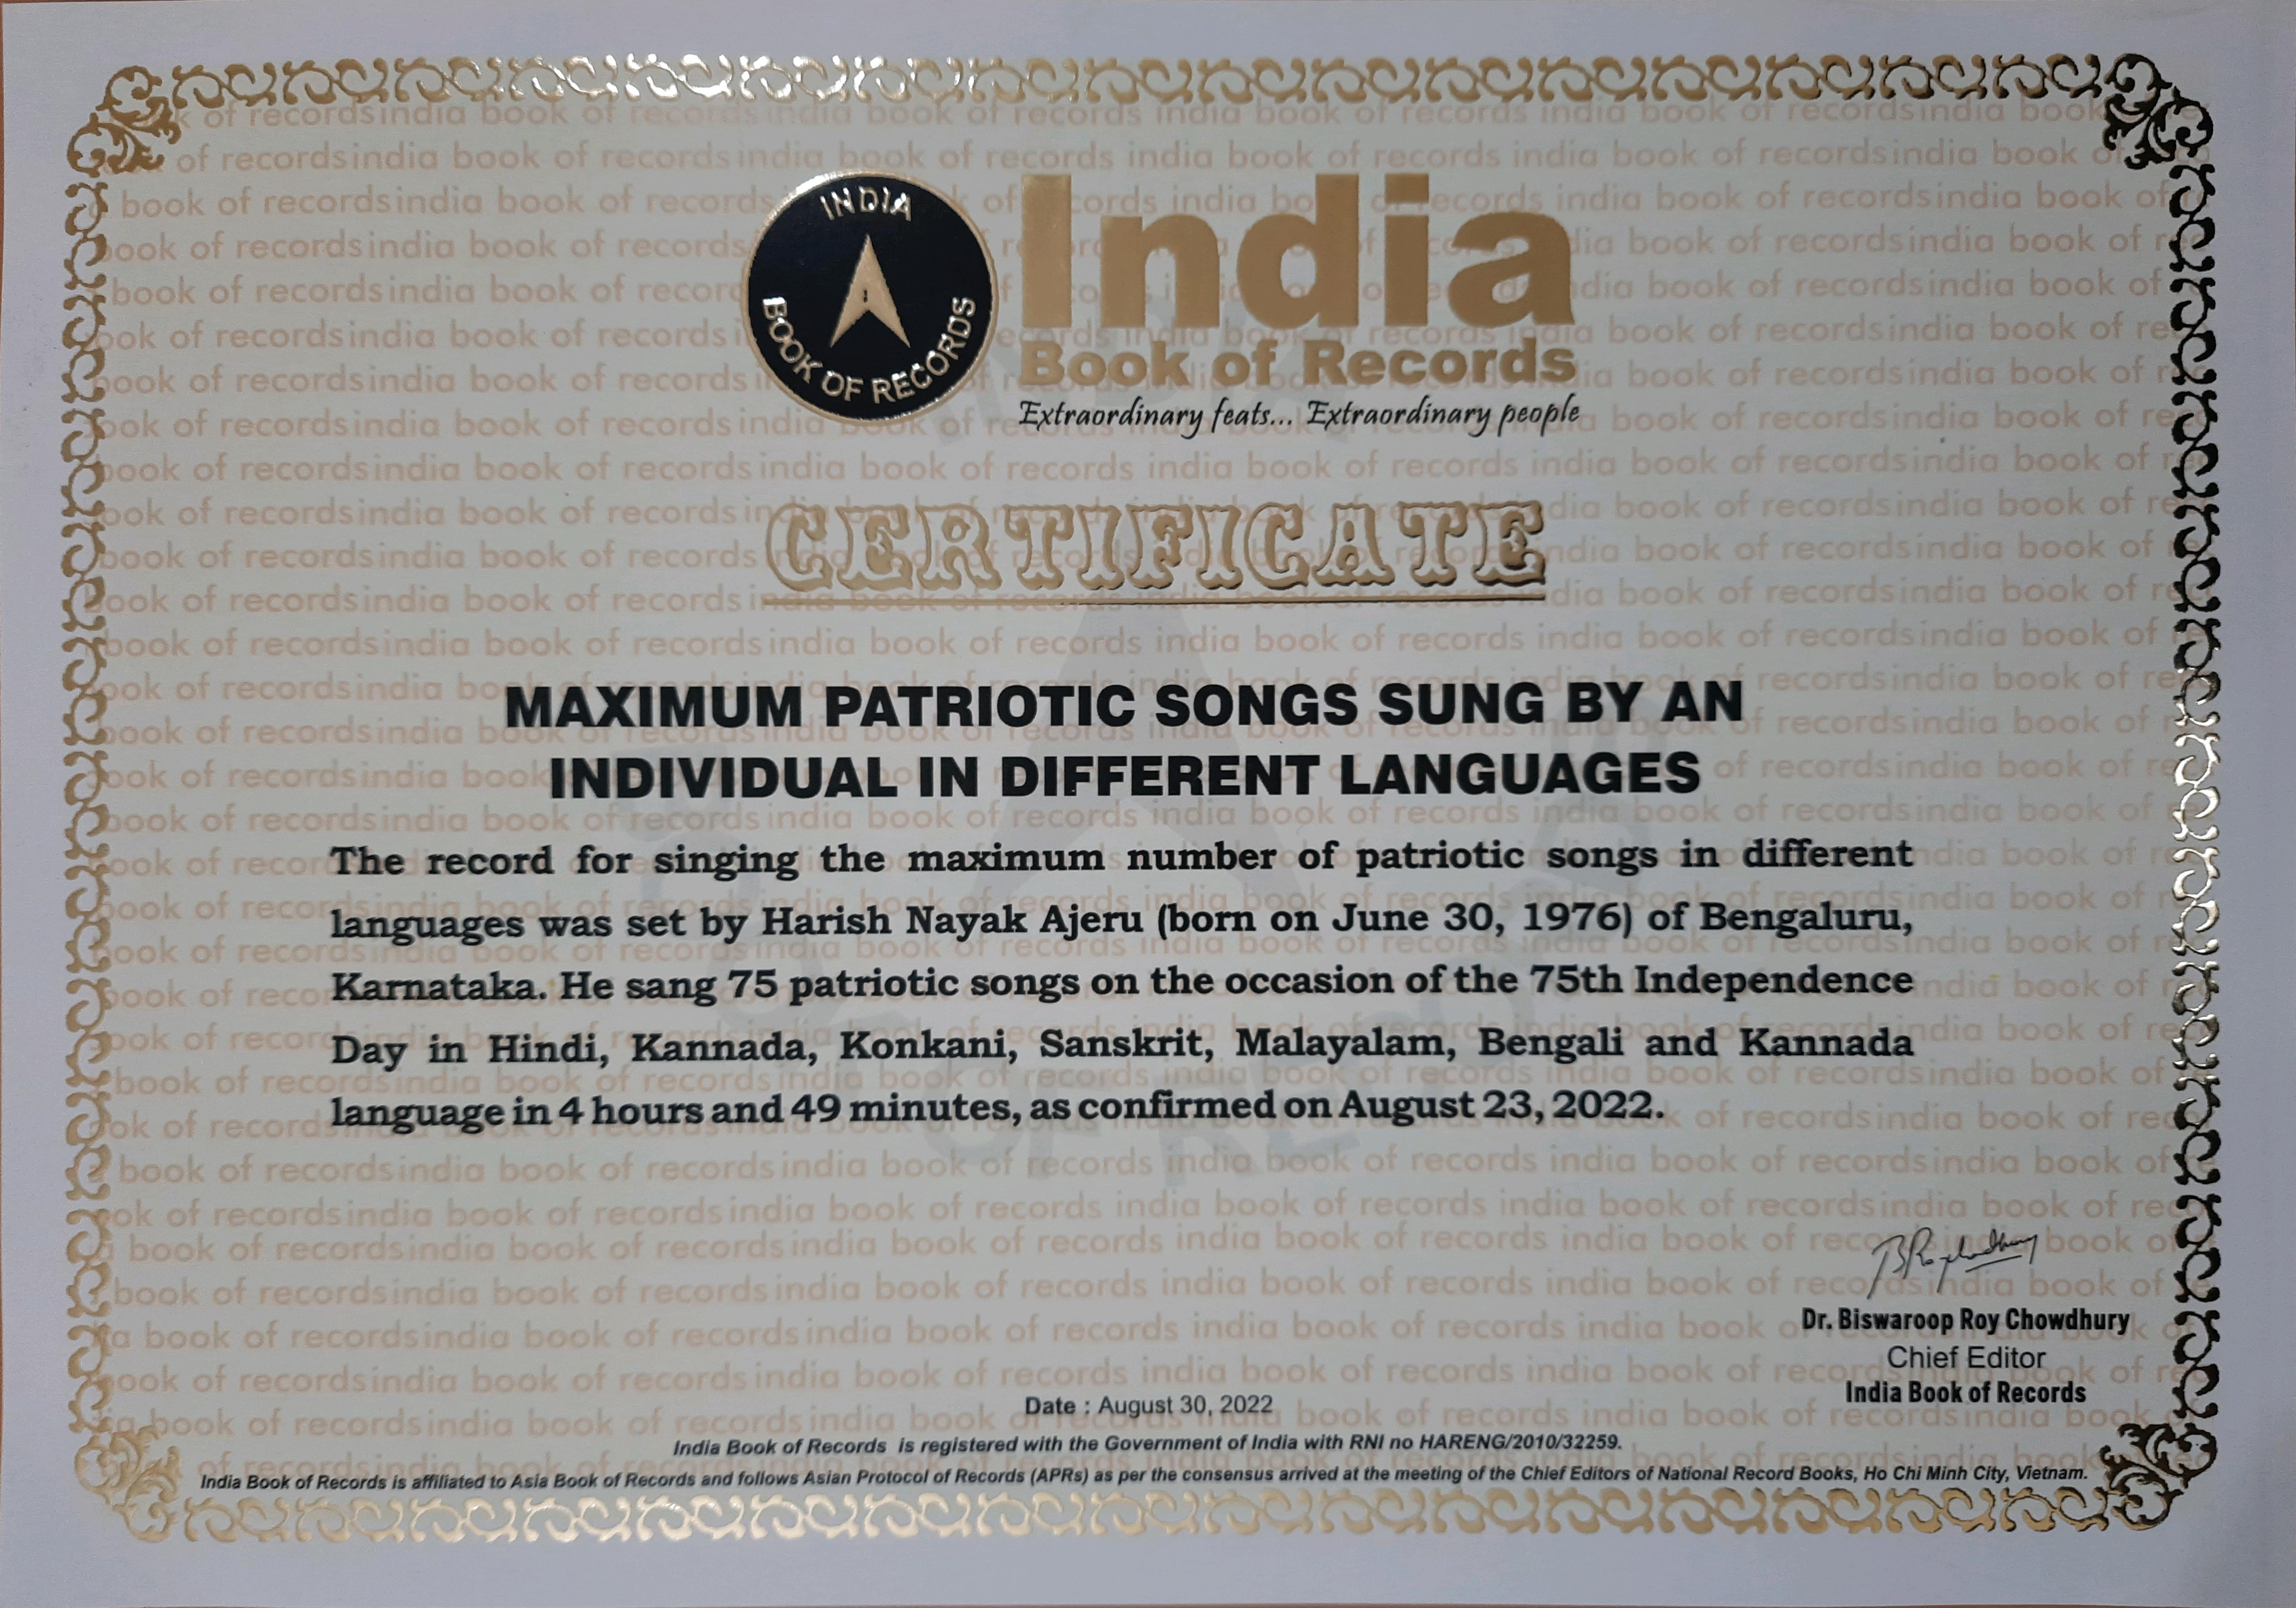 INDIA
BOOK OF RECORDS
India
Book of Records
Extraordinary feats... Extraordinary people
CERTIFICATE
MAXIMUM PATRIOTIC SONGS SUNG BY AN
INDIVIDUAL IN DIFFERENT LANGUAGES
The record for singing the maximum number of patriotic songs in different
languages was set by Harish Nayak Ajeru (born on June 30, 1976) of Bengaluru,
Karnataka. He sang 75 patriotic songs on the occasion of the 75th Independence
Day in Hindi, Kannada, Konkani, Sanskrit, Malayalam, Bengali and Kannada
language in 4 hours and 49 minutes, as confirmed on August 23, 2022.
Dr. Biswaroop Roy Chowdhury
Chief Editor
India Book of Records
Date : August 30, 2022
India Book of Records is registered with the Government of India with RNI no HARENG/2010/32259.
India Book of Records is affiliated to Asia Book of Records and follows Asian Protocol of Records (APRs) as per the consensus arrived at the meeting of the Chief Editors of National Record Books, Ho Chi Minh City, Vietnam.